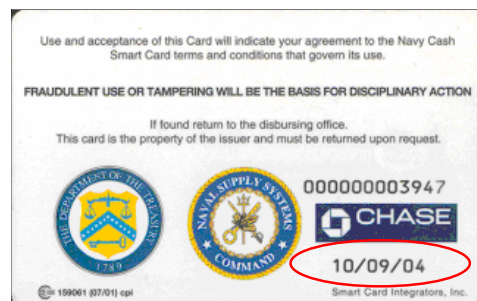 Use and acceptance of this Card will indicate your agreement to the Navy Cash
Smart Card terms and conditions that govern its use.
FRAUDULENT USE OR TAMPERING WILL BE THE BASIS FOR DISCIPLINARY ACTION
If found return to the disbursing office.
This card is the property of the issuer and must be returned upon request.
THE DEPARTMENT OF THE TREASURY
1789
NAVAL SUPPLY SYSTEMS
COMMAND
000000003947
CHASE
10/09/04
159061 (07/01) cpi
Smart Card Integrators, Inc.